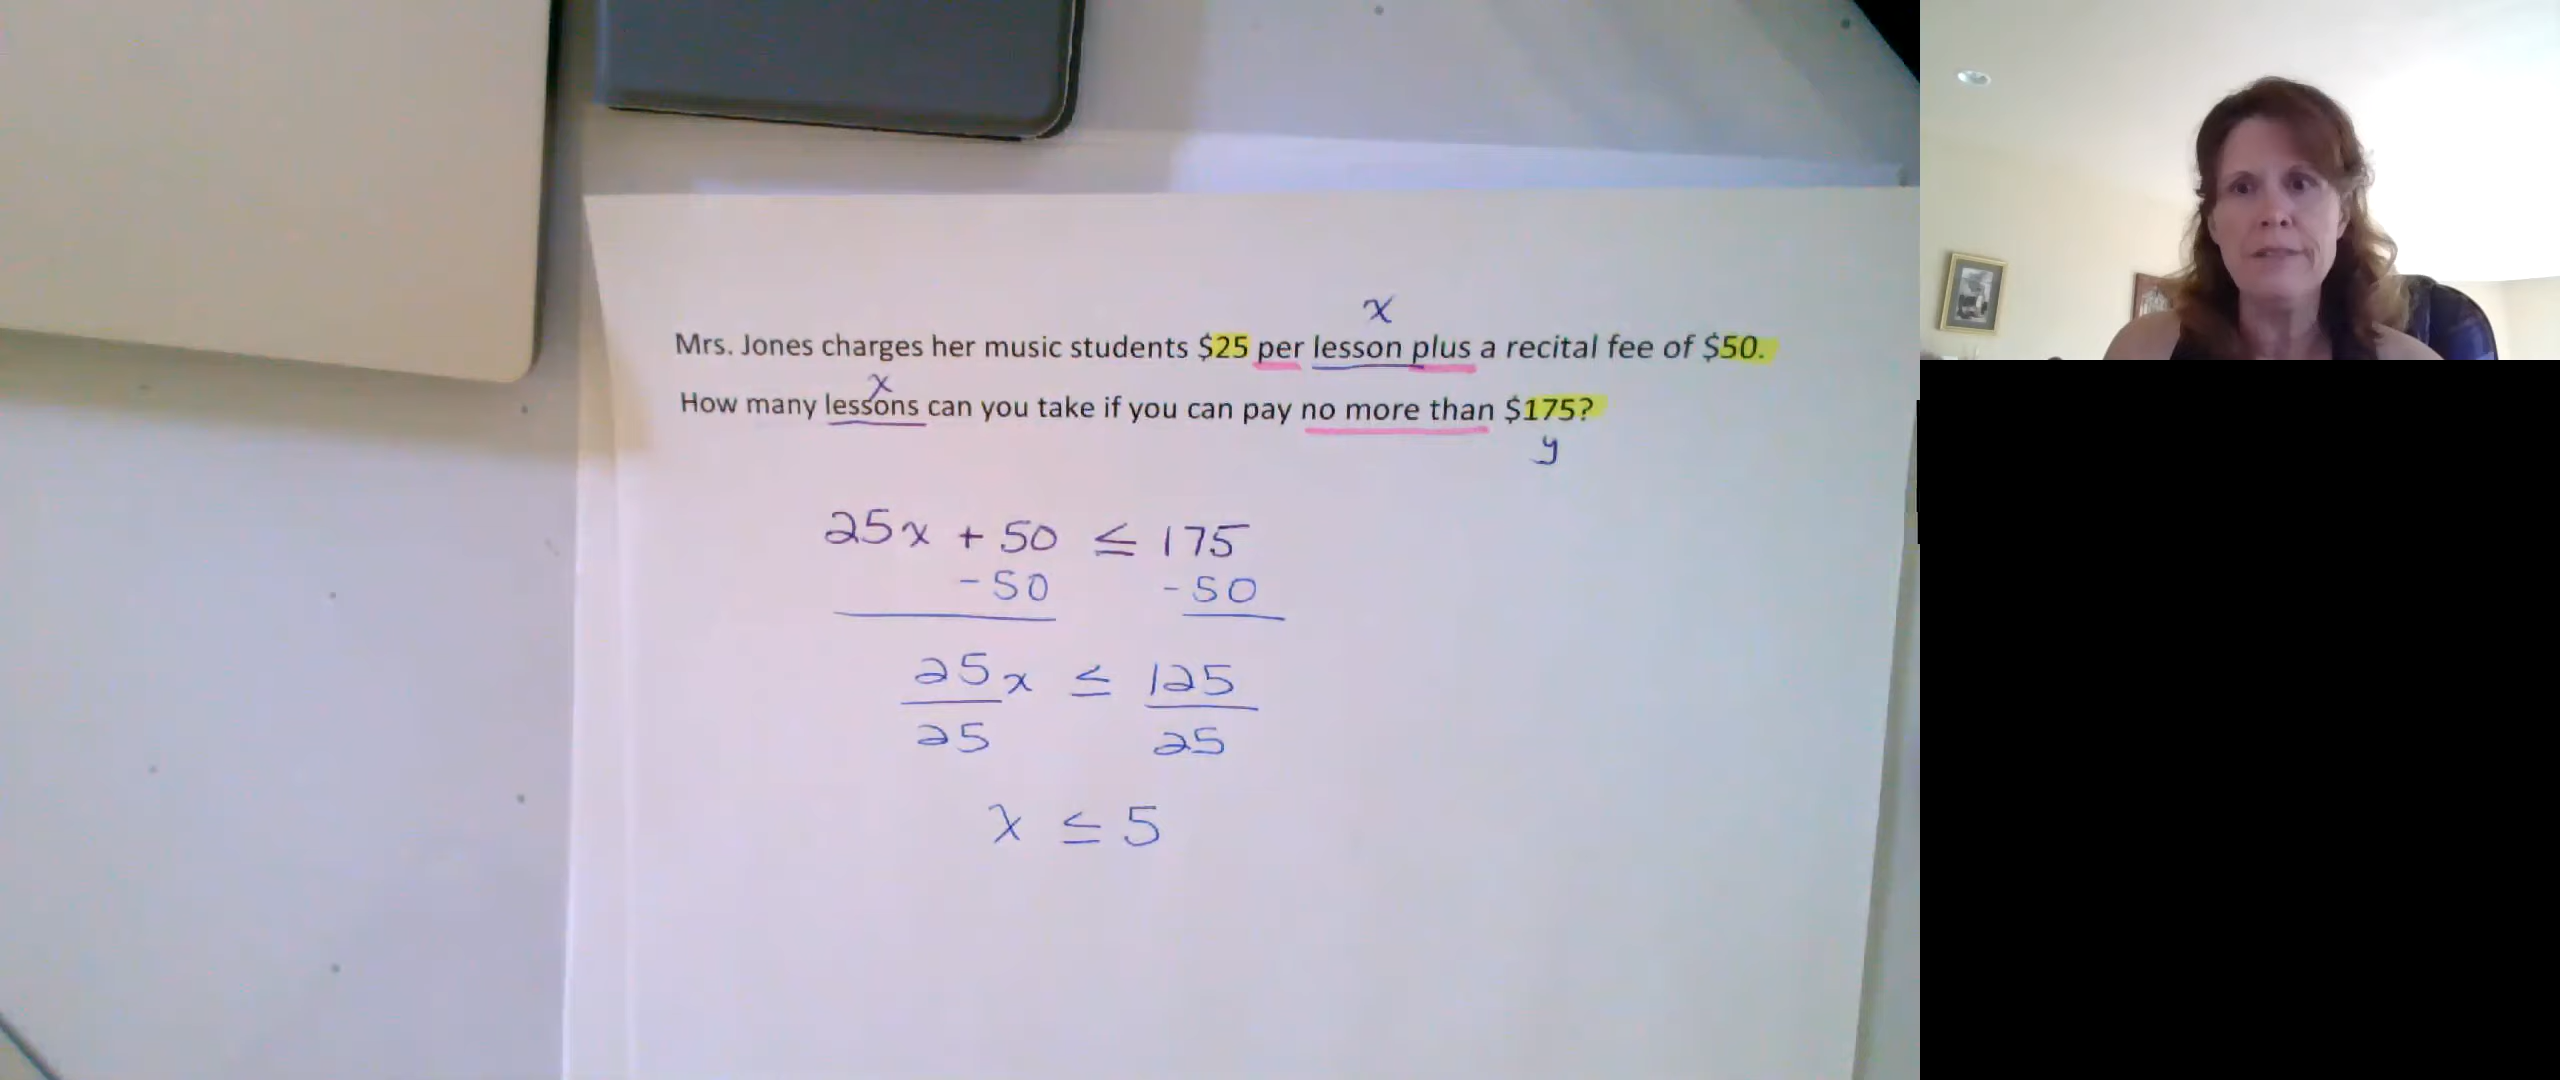 x
Mrs. Jones charges her music students $25 per lesson plus a recital fee of $50.
x
How many lessons can you take if you can pay no more than $175?
y
25x + 50 ≤ 175
-50 -50
25x ≤ 125
25 25
x ≤ 5